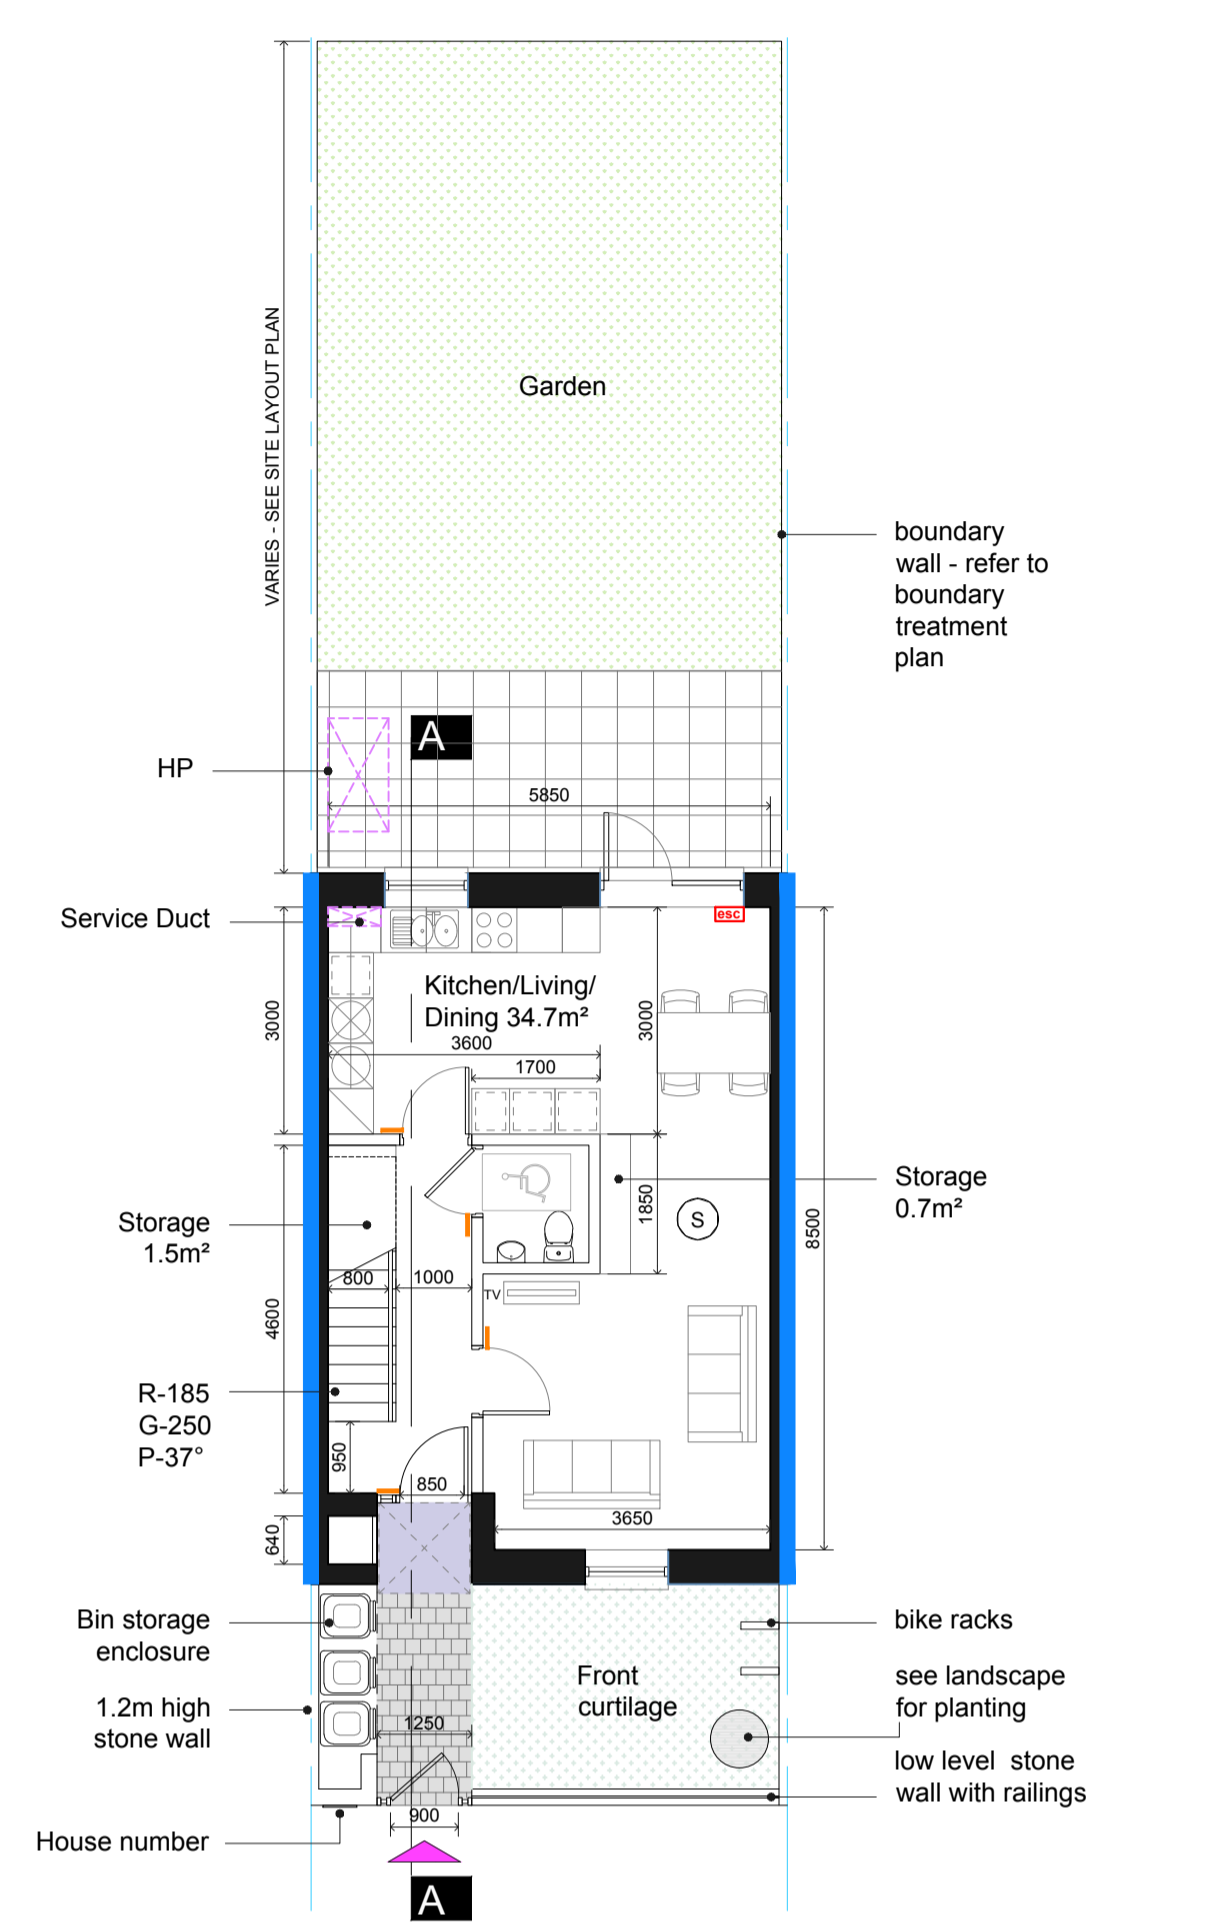 VARIES - SEE SITE LAYOUT PLAN
Garden
boundary
wall - refer to
boundary
treatment
plan
A
HP
5850
Service Duct
esc
Kitchen/Living/
Dining 34.7m²
3000
3600
3000
1700
Storage
0.7m²
1850
S
8500
Storage
1.5m²
800
1000
TV
4600
R-185
G-250
P-37°
950
850
3650
640
Bin storage
enclosure
bike racks
1.2m high
stone wall
Front
curtilage
see landscape
for planting
1250
low level stone
wall with railings
900
House number
A